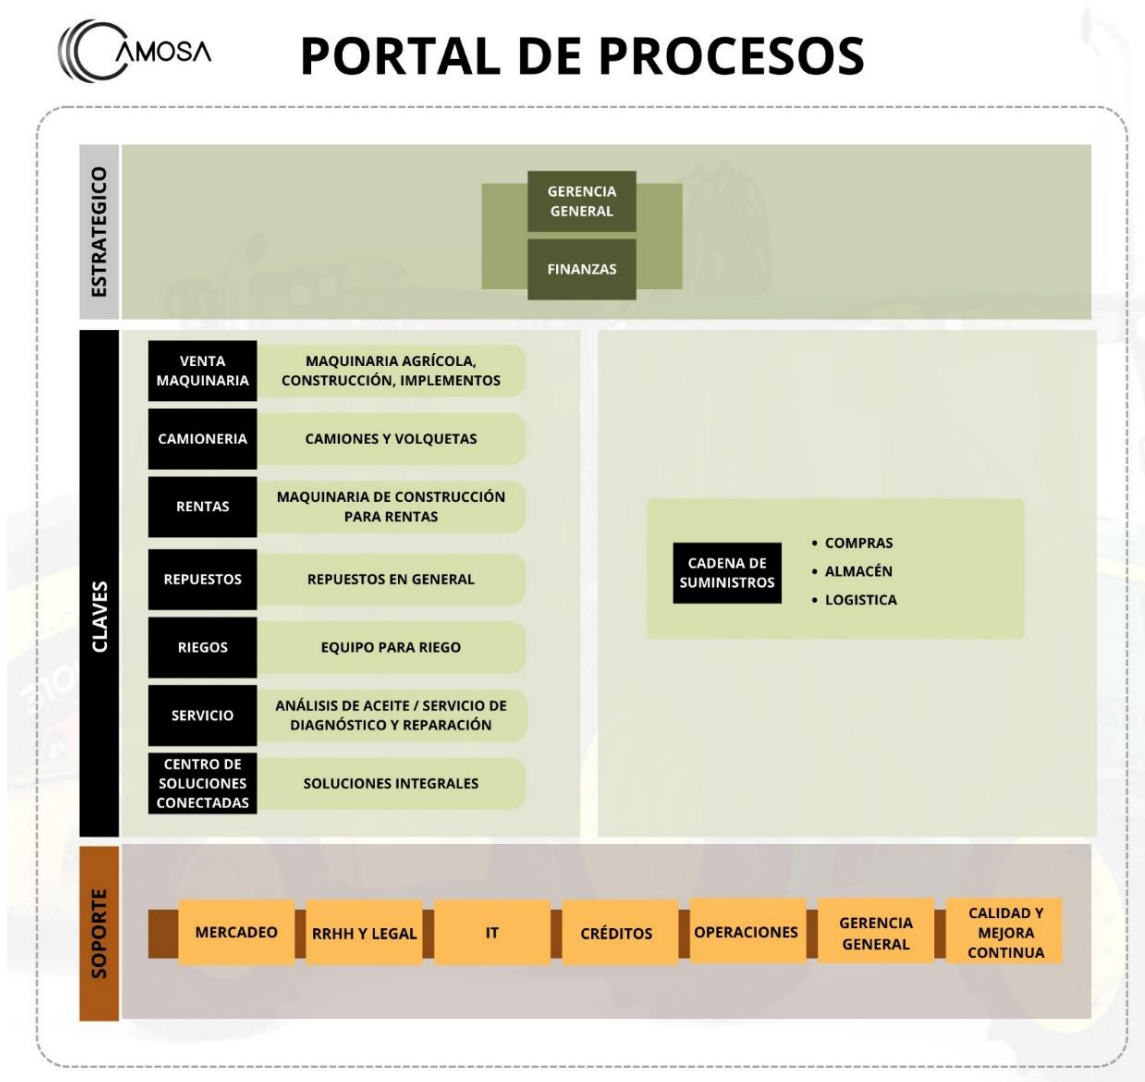 CAMOSA
PORTAL DE PROCESOS
ESTRATEGICO
GERENCIA
GENERAL
FINANZAS
CLAVES
VENTA
MAQUINARIA
MAQUINARIA AGRÍCOLA,
CONSTRUCCIÓN, IMPLEMENTOS
CAMIONERIA
CAMIONES Y VOLQUETAS
RENTAS
MAQUINARIA DE CONSTRUCCIÓN
PARA RENTAS
REPUESTOS
REPUESTOS EN GENERAL
RIEGOS
EQUIPO PARA RIEGO
SERVICIO
ANÁLISIS DE ACEITE / SERVICIO DE
DIAGNÓSTICO Y REPARACIÓN
CENTRO DE
SOLUCIONES
CONECTADAS
SOLUCIONES INTEGRALES
CADENA DE
SUMINISTROS
• COMPRAS
• ALMACÉN
• LOGISTICA
SOPORTE
MERCADEO
RRHH Y LEGAL
IT
CRÉDITOS
OPERACIONES
GERENCIA
GENERAL
CALIDAD Y
MEJORA
CONTINUA